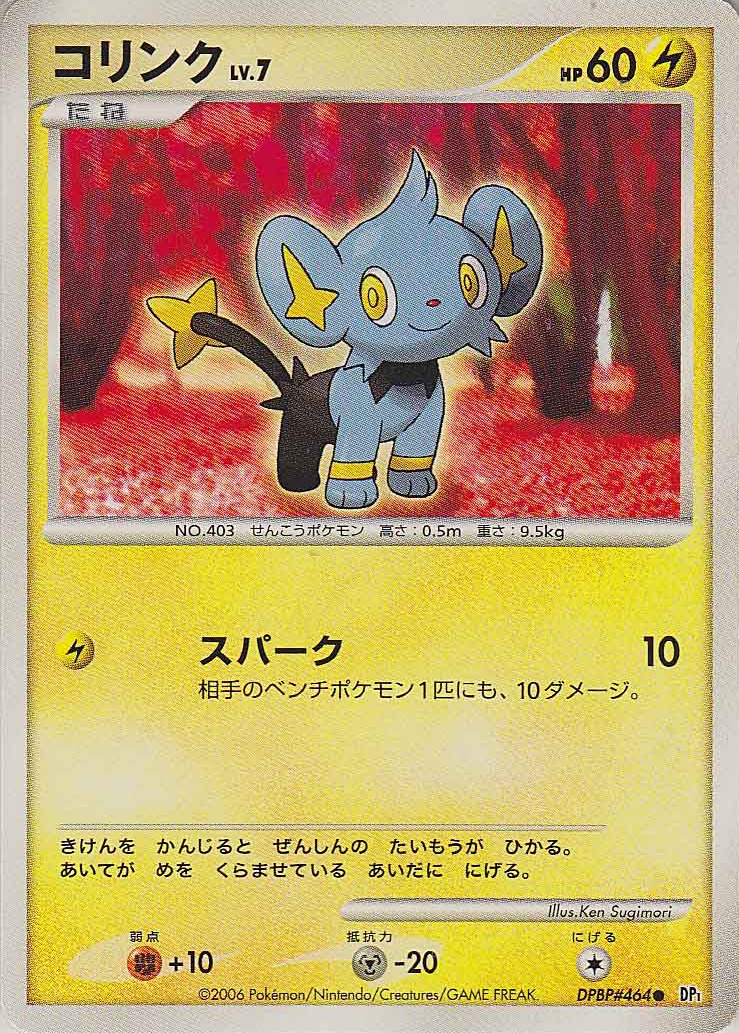 コリンク LV.7 HP60
たね
NO.403 せんこうポケモン 高さ:0.5m 重さ:9.5kg
スパーク 10
相手のベンチポケモン1匹にも、10ダメージ。
きけんを かんじると ぜんしんの たいもうが ひかる。
あいてが めを くらませている あいだに にげる。
Illus.Ken Sugimori
弱点 抵抗力 にげる
+10 -20
©2006 Pokémon/Nintendo/Creatures/GAME FREAK. DPBP#464● DP1